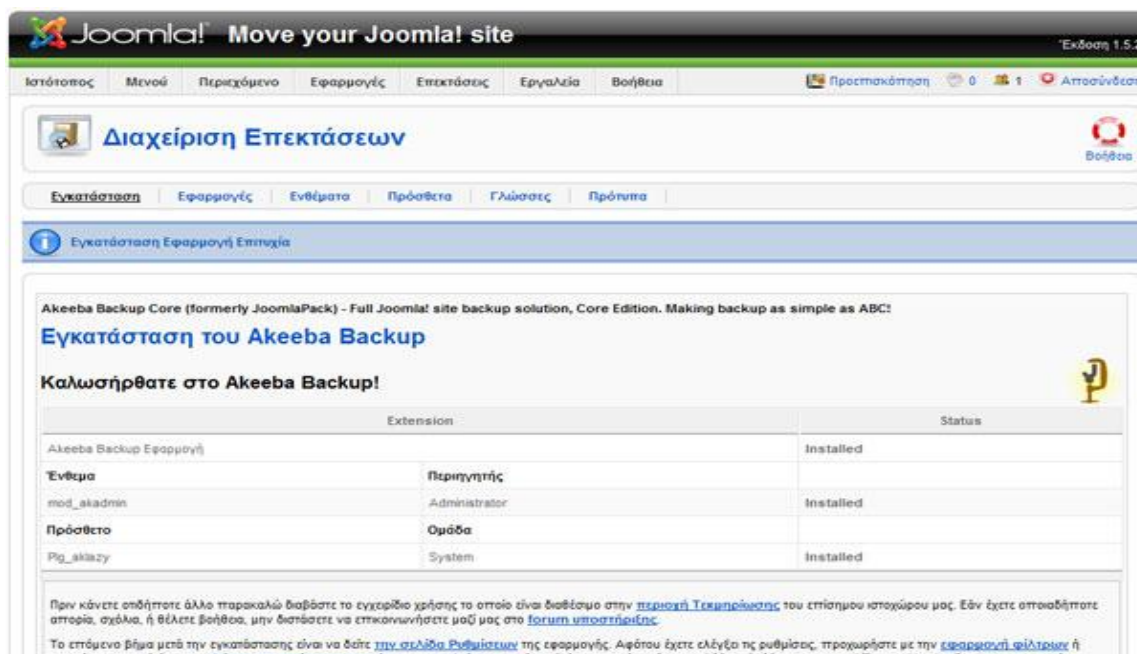 Joomla! Move your Joomla! site
Έκδοση 1.5.2
Ιστότοπος Μενού Περιεχόμενο Εφαρμογές Επεκτάσεις Εργαλεία Βοήθεια Προεπισκόπηση 0 1 Αποσύνδεση
Διαχείριση Επεκτάσεων
Βοήθεια
Εγκατάσταση Εφαρμογές Ενθέματα Πρόσθετα Γλώσσες Πρότυπα
Εγκατάσταση Εφαρμογή Επιτυχία
Akeeba Backup Core (formerly JoomlaPack) - Full Joomla! site backup solution, Core Edition. Making backup as simple as ABC!
Εγκατάσταση του Akeeba Backup
Καλωσήρθατε στο Akeeba Backup!
Extension Status
Akeeba Backup Εφαρμογή Installed
Ένθεμα Περιηγητής
mod_akadmin Administrator Installed
Πρόσθετο Ομάδα
Plg_aklazy System Installed
Πριν κάνετε οτιδήποτε άλλο παρακαλώ διαβάστε το εγχειρίδιο χρήσης το οποίο είναι διαθέσιμο στην περιοχή Τεκμηρίωσης του επίσημου ιστοχώρου μας. Εάν έχετε οποιαδήποτε
απορία, σχόλια, ή θέλετε βοήθεια, μην διστάσετε να επικοινωνήσετε μαζί μας στο forum υποστήριξης.
Το επόμενο βήμα μετά την εγκατάστασης είναι να δείτε την σελίδα Ρυθμίσεων της εφαρμογής. Αφότου έχετε ελέγξει τις ρυθμίσεις, προχωρήστε με την εφαρμογή φίλτρων ή